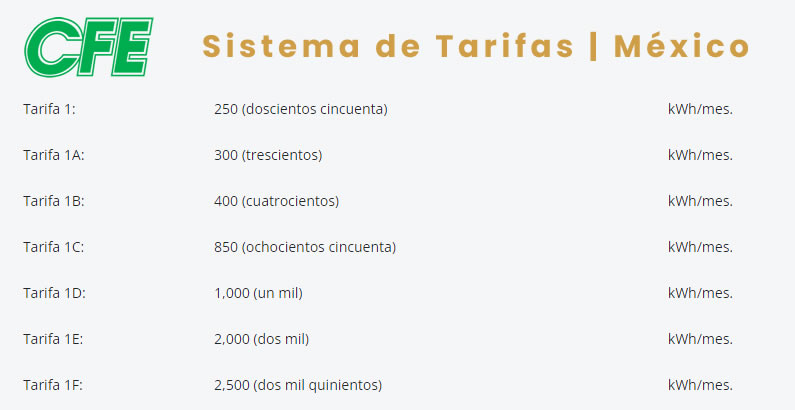 CFE Sistema de Tarifas | México
Tarifa 1: 250 (doscientos cincuenta) kWh/mes.
Tarifa 1A: 300 (trescientos) kWh/mes.
Tarifa 1B: 400 (cuatrocientos) kWh/mes.
Tarifa 1C: 850 (ochocientos cincuenta) kWh/mes.
Tarifa 1D: 1,000 (un mil) kWh/mes.
Tarifa 1E: 2,000 (dos mil) kWh/mes.
Tarifa 1F: 2,500 (dos mil quinientos) kWh/mes.